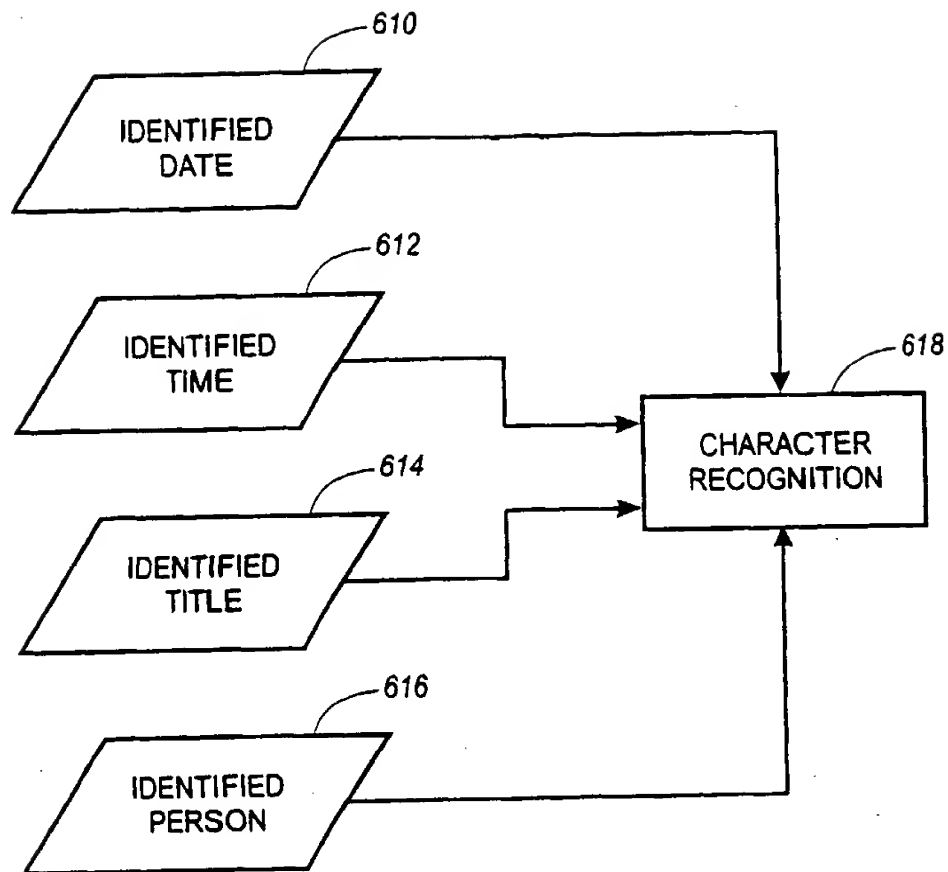 610
IDENTIFIED
DATE
612
IDENTIFIED
TIME
618
CHARACTER
RECOGNITION
614
IDENTIFIED
TITLE
616
IDENTIFIED
PERSON